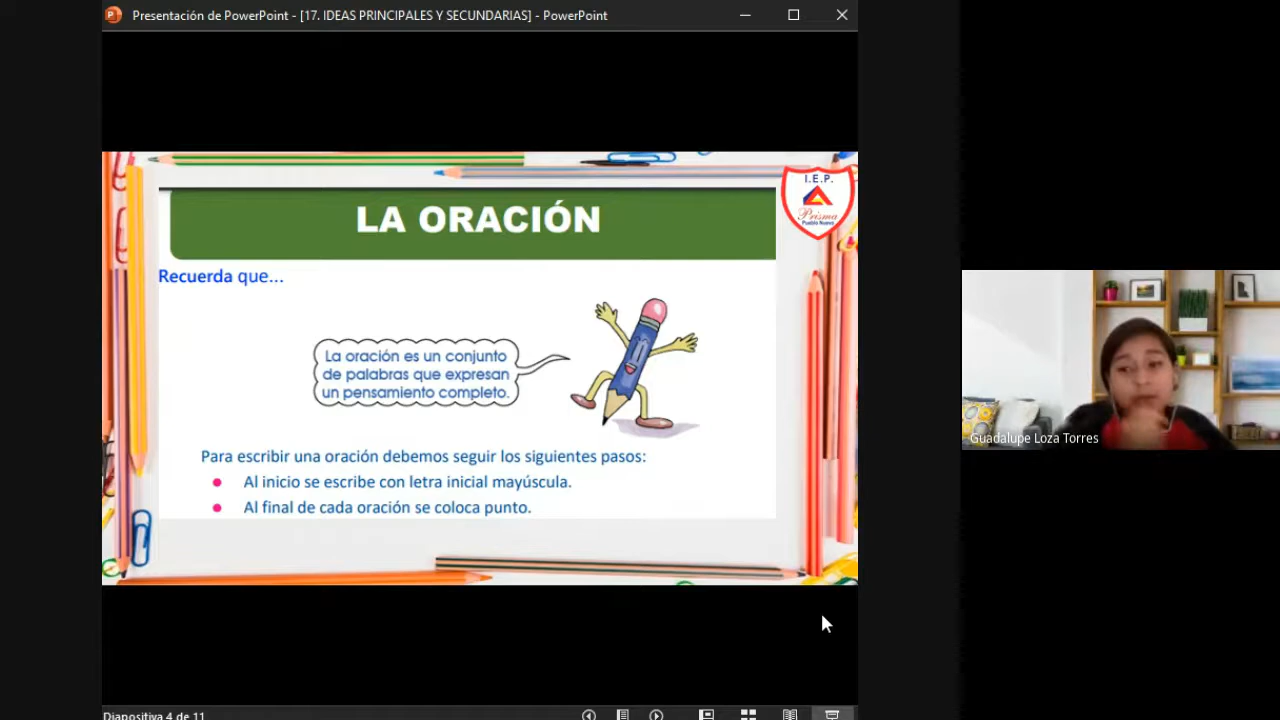 Presentación de PowerPoint - [17. IDEAS PRINCIPALES Y SECUNDARIAS] - PowerPoint
I.E.P.
Prisma
Pueblo Nuevo
LA ORACIÓN
Recuerda que...
La oración es un conjunto
de palabras que expresan
un pensamiento completo.
Para escribir una oración debemos seguir los siguientes pasos:
Al inicio se escribe con letra inicial mayúscula.
Al final de cada oración se coloca punto.
Guadalupe Loza Torres
Diapositiva 4 de 11